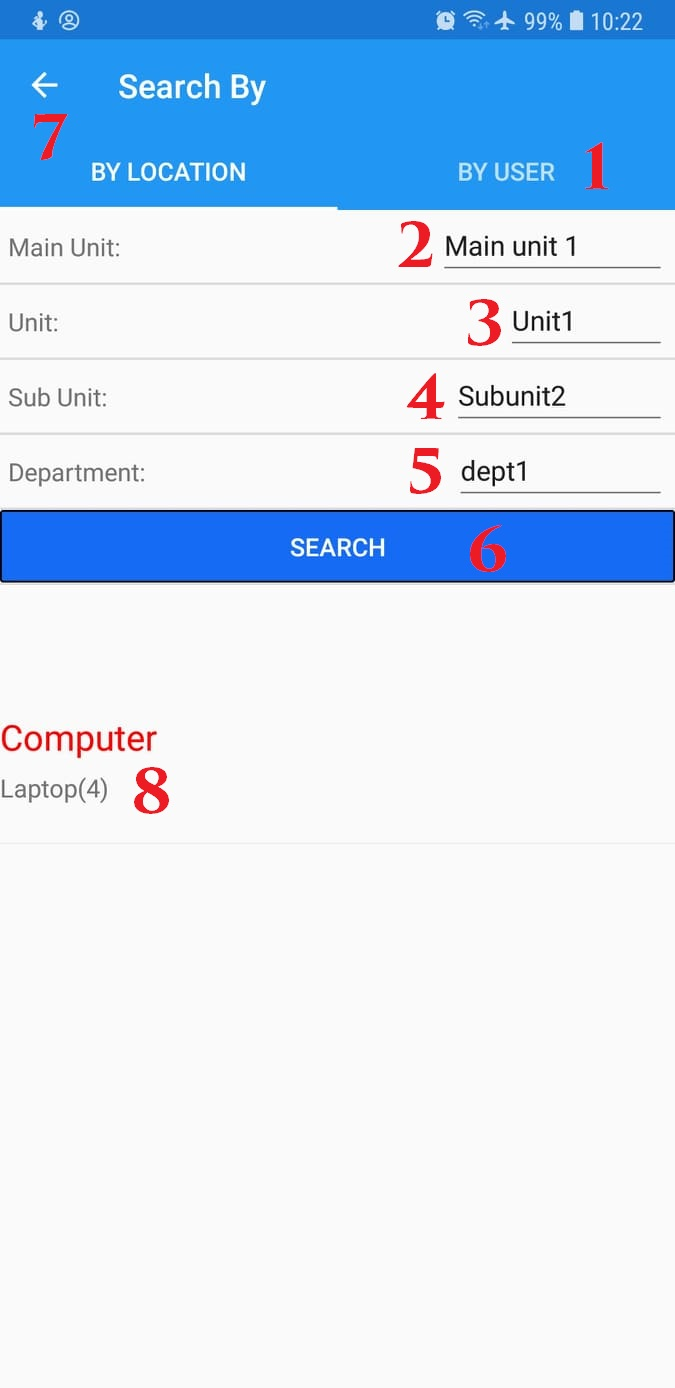 99% 10:22
Search By
7
BY LOCATION BY USER 1
Main Unit: 2 Main unit 1
Unit: 3 Unit1
Sub Unit: 4 Subunit2
Department: 5 dept1
SEARCH 6
Computer
Laptop(4) 8